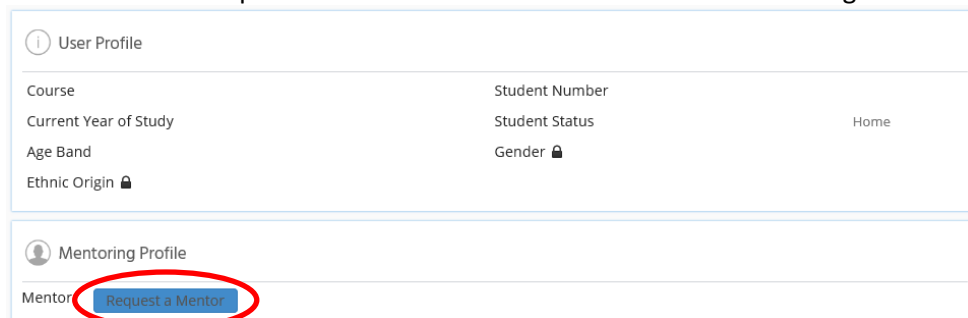 User Profile
Course Student Number
Current Year of Study Student Status Home
Age Band Gender
Ethnic Origin
Mentoring Profile
Mentor Request a Mentor